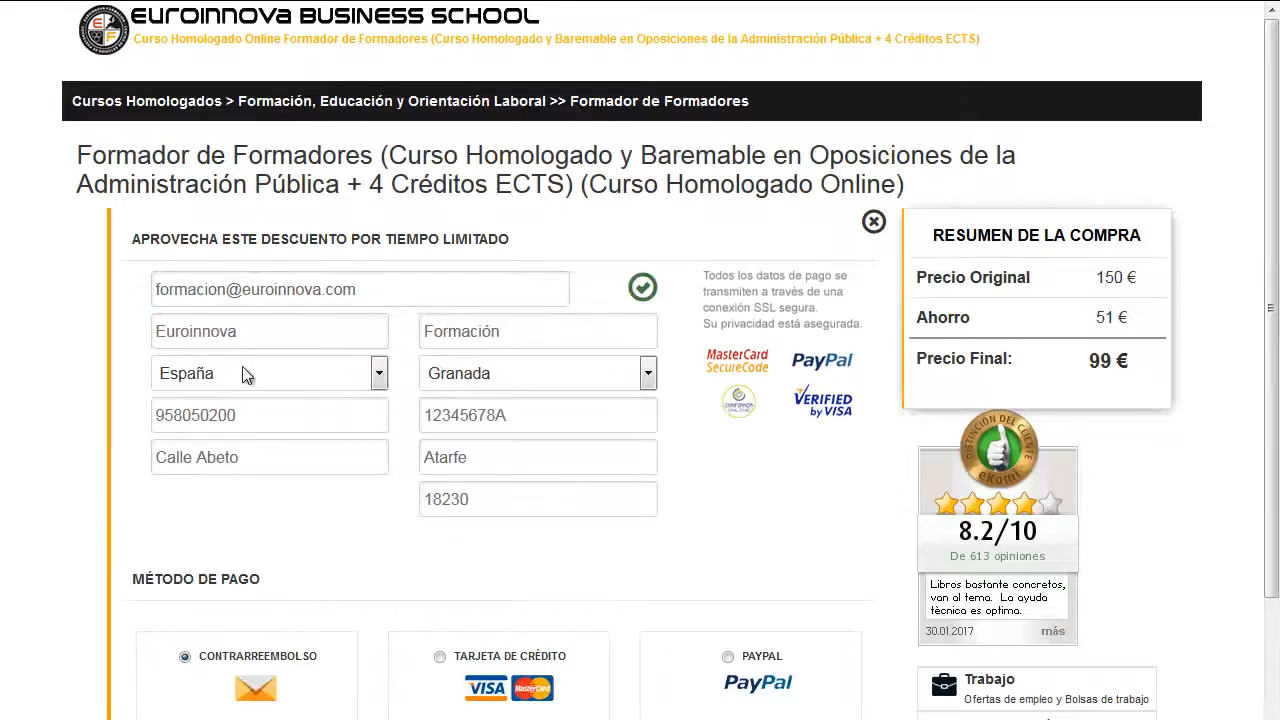 EUROINNOVA BUSINESS SCHOOL
Curso Homologado Online Formador de Formadores (Curso Homologado y Baremable en Oposiciones de la Administración Pública + 4 Créditos ECTS)
Cursos Homologados > Formación, Educación y Orientación Laboral >> Formador de Formadores
Formador de Formadores (Curso Homologado y Baremable en Oposiciones de la
Administración Pública + 4 Créditos ECTS) (Curso Homologado Online)
APROVECHA ESTE DESCUENTO POR TIEMPO LIMITADO
formacion@euroinnova.com
Euroinnova
Formación
España
Granada
958050200
12345678A
Calle Abeto
Atarfe
18230
Todos los datos de pago se
transmiten a través de una
conexión SSL segura.
Su privacidad está asegurada.
MasterCard
SecureCode
PayPal
CONFIANZA
ONLINE
VERIFIED
by VISA
RESUMEN DE LA COMPRA
Precio Original 150 €
Ahorro 51 €
Precio Final: 99 €
DISTINCIÓN DEL CLIENTE
eKomi
8.2/10
De 613 opiniones
Libros bastante concretos,
van al tema. La ayuda
tècnica es optima.
30.01.2017 más
Trabajo
Ofertas de empleo y Bolsas de trabajo
MÉTODO DE PAGO
CONTRARREEMBOLSO
TARJETA DE CRÉDITO
VISA
MasterCard
PAYPAL
PayPal